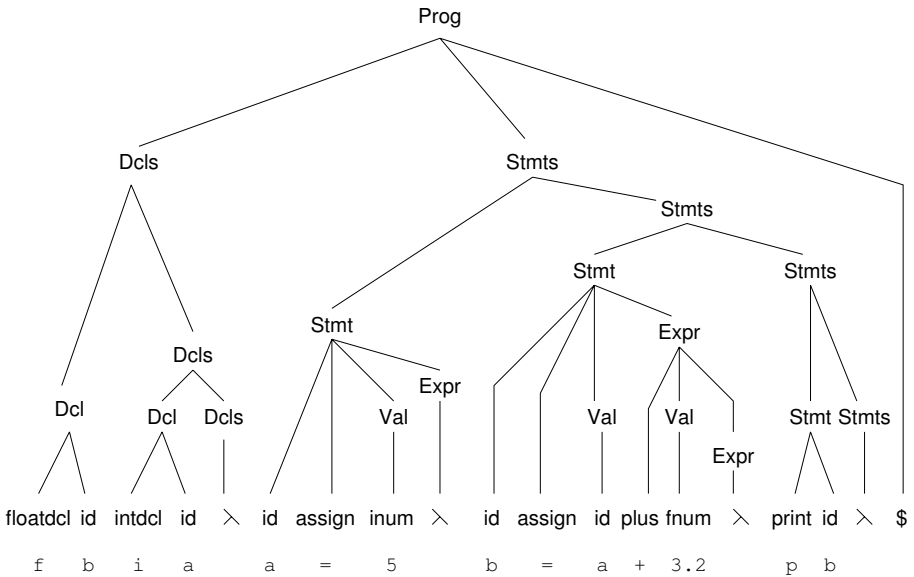 Prog
Dcls Stmts
Stmts
Stmt Stmts
Stmt Expr
Dcls
Expr
Dcl Dcl Dcls Val Val Val Stmt Stmts
Expr
floatdcl id intdcl id λ id assign inum λ id assign id plus fnum λ print id λ $
f b i a a = 5 b = a + 3.2 p b